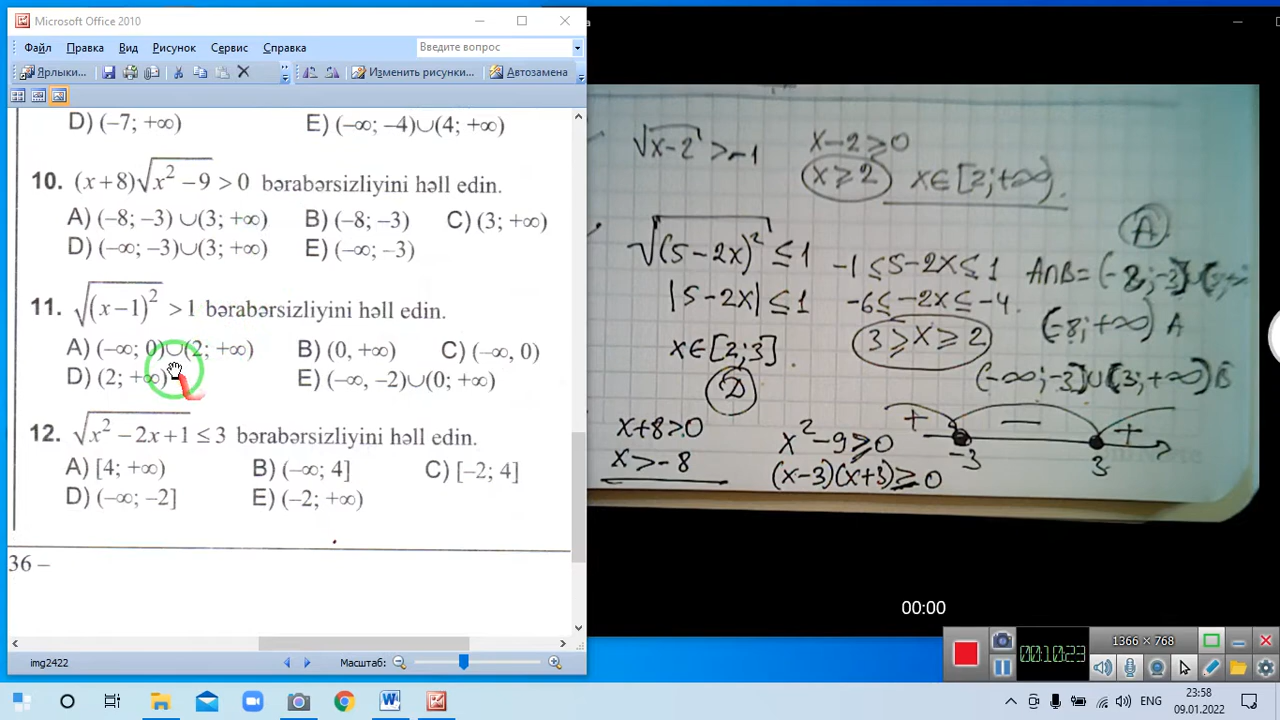 Microsoft Office 2010
Файл Правка Вид Рисунок Сервис Справка
Введите вопрос
Ярлыки... Изменить рисунки... Автозамена
D) (-7; +∞) E) (-∞; -4)∪(4; +∞)
10. (x+8)√(x² -9) > 0 bərabərsizliyini həll edin.
A) (-8; -3) ∪(3; +∞) B) (-8; -3) C) (3; +∞)
D) (-∞; -3)∪(3; +∞) E) (-∞; -3)
11. √((x-1)²) >1 bərabərsizliyini həll edin.
A) (-∞; 0)∪(2; +∞) B) (0, +∞) C) (-∞, 0)
D) (2; +∞) E) (-∞, -2)∪(0; +∞)
12. √(x² -2x+1) ≤ 3 bərabərsizliyini həll edin.
A) [4; +∞) B) (-∞; 4] C) [-2; 4]
D) (-∞; -2] E) (-2; +∞)
36 –
img2422
Масштаб:
√(x-2) > -1 x-2 ≥ 0
x ≥ 2 x∈[2;+∞).
A
√((5-2x)²) ≤ 1 -1 ≤ 5-2x ≤ 1
A∩B=(-8;-3]∪[3;+∞
|5-2x| ≤ 1 -6 ≤ -2x ≤ -4
(-8;+∞) A
x∈[2;3]. 3 ≥ x ≥ 2
(-∞;-3]∪[3;+∞) B
D
x+8>0 x²-9 ≥ 0 + − +
x>-8 (x-3)(x+3) ≥ 0 -3 3
00:00
1366 × 768
00:10:23
ENG
23:58
09.01.2022